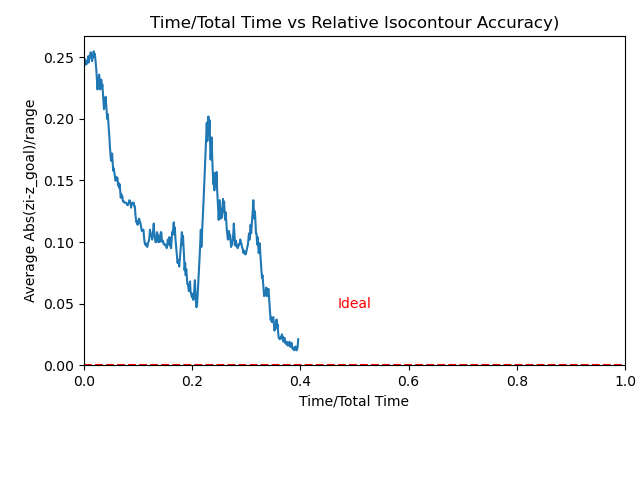 Time/Total Time vs Relative Isocontour Accuracy)
Average Abs(zi-z_goal)/range
0.25
0.20
0.15
0.10
0.05
0.00
Ideal
0.0 0.2 0.4 0.6 0.8 1.0
Time/Total Time